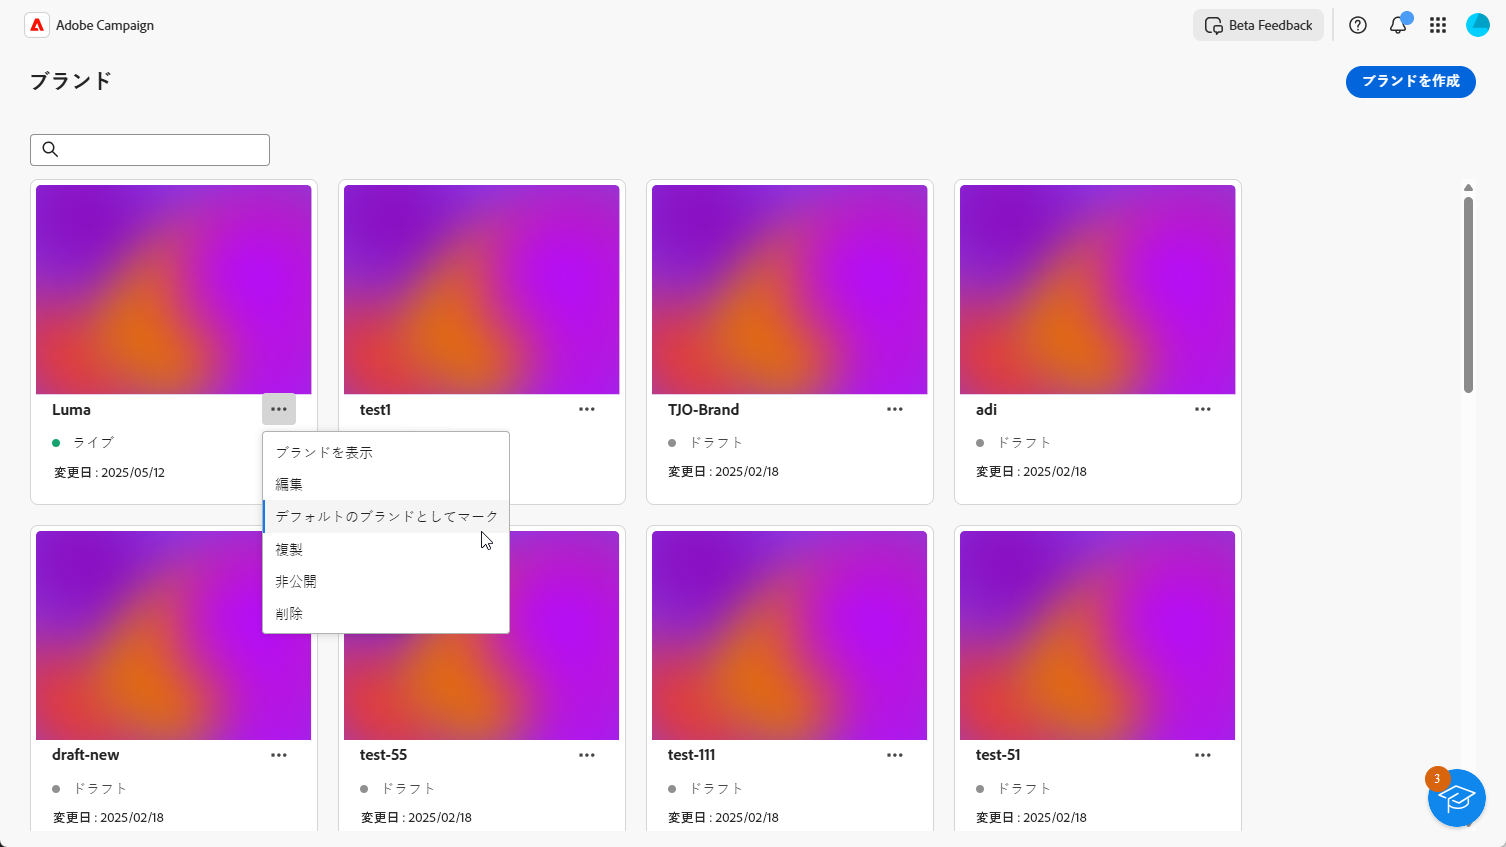 Adobe Campaign
Beta Feedback
ブランド
ブランドを作成
Luma
test1
TJO-Brand
adi
ライブ
ドラフト
ドラフト
変更日 : 2025/05/12
変更日 : 2025/02/18
変更日 : 2025/02/18
ブランドを表示
編集
デフォルトのブランドとしてマーク
複製
非公開
削除
draft-new
test-55
test-111
test-51
ドラフト
ドラフト
ドラフト
ドラフト
変更日 : 2025/02/18
変更日 : 2025/02/18
変更日 : 2025/02/18
変更日 : 2025/02/18
3